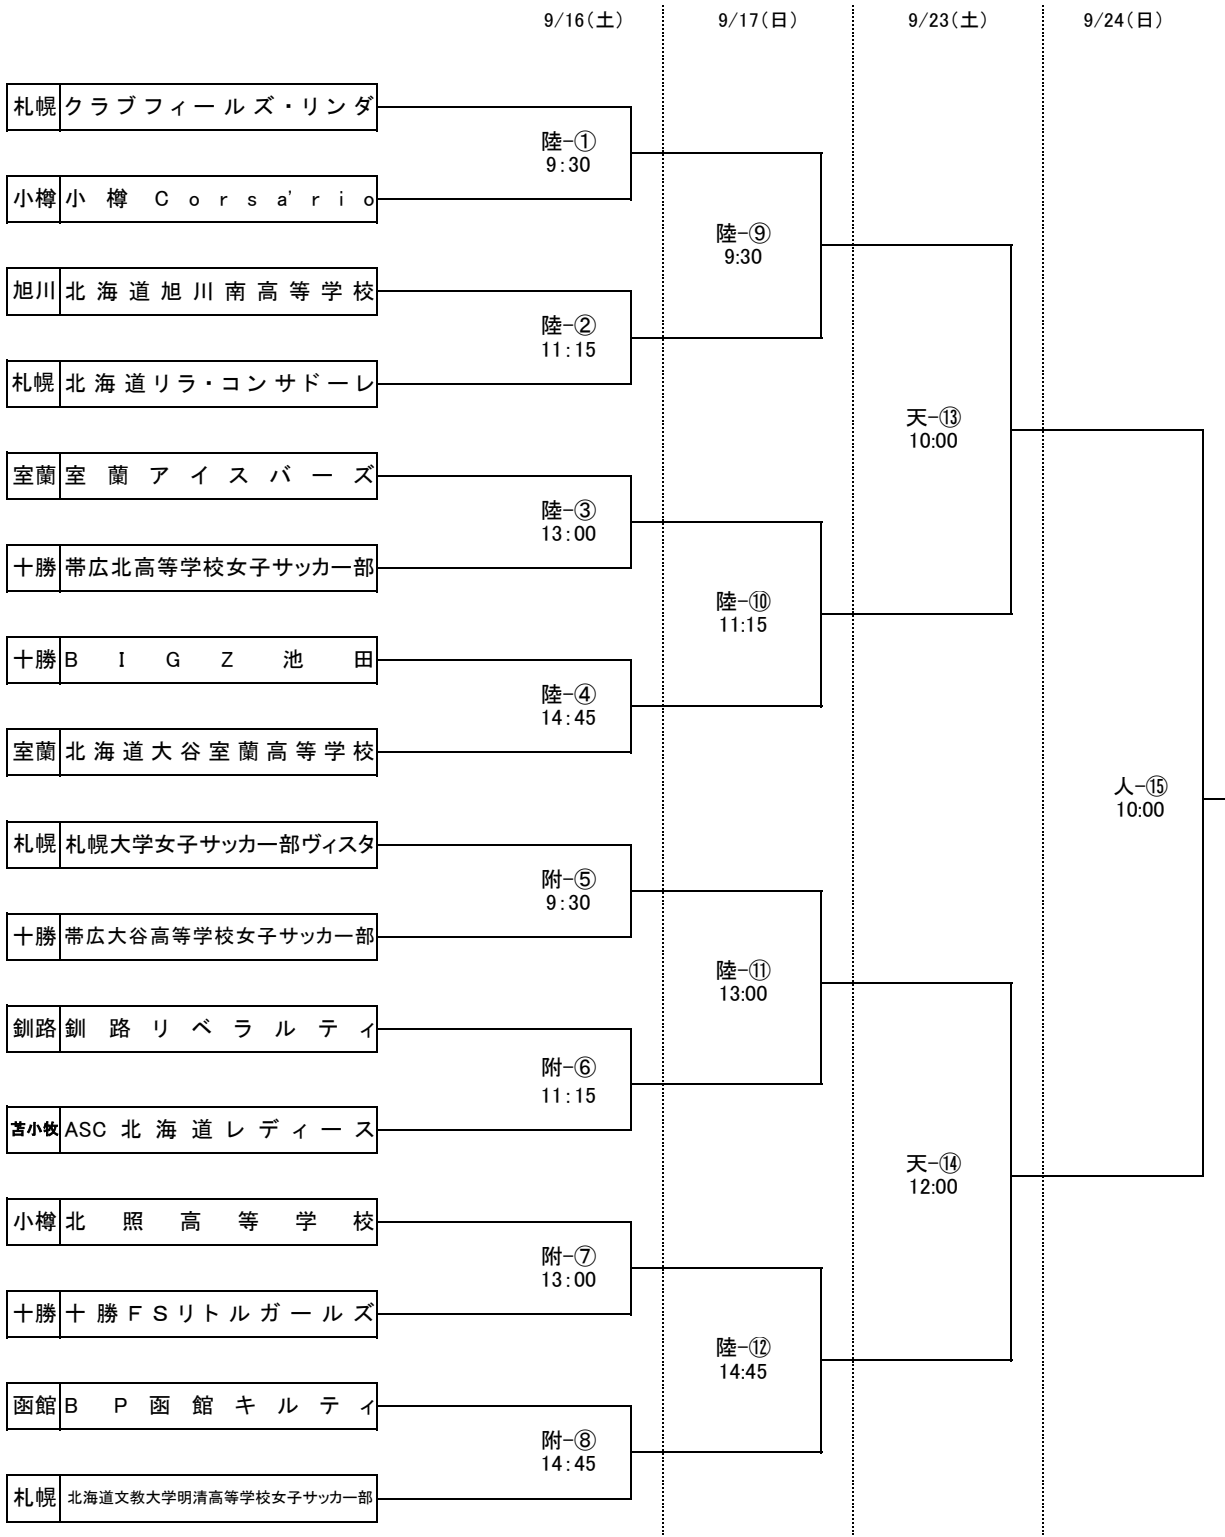 9/16(土) 9/17(日) 9/23(土) 9/24(日)
札幌 クラブフィールズ・リンダ
陸-①
9:30
小樽 小樽Corsa'rio
陸-⑨
9:30
旭川 北海道旭川南高等学校
陸-②
11:15
札幌 北海道リラ・コンサドーレ
天-⑬
10:00
室蘭 室蘭アイスバーズ
陸-③
13:00
十勝 帯広北高等学校女子サッカー部
陸-⑩
11:15
十勝 BIGZ池田
陸-④
14:45
室蘭 北海道大谷室蘭高等学校
人-⑮
10:00
札幌 札幌大学女子サッカー部ヴィスタ
附-⑤
9:30
十勝 帯広大谷高等学校女子サッカー部
陸-⑪
13:00
釧路 釧路リベラルティ
附-⑥
11:15
苫小牧 ASC北海道レディース
天-⑭
12:00
小樽 北照高等学校
附-⑦
13:00
十勝 十勝FSリトルガールズ
陸-⑫
14:45
函館 BP函館キルティ
附-⑧
14:45
札幌 北海道文教大学明清高等学校女子サッカー部